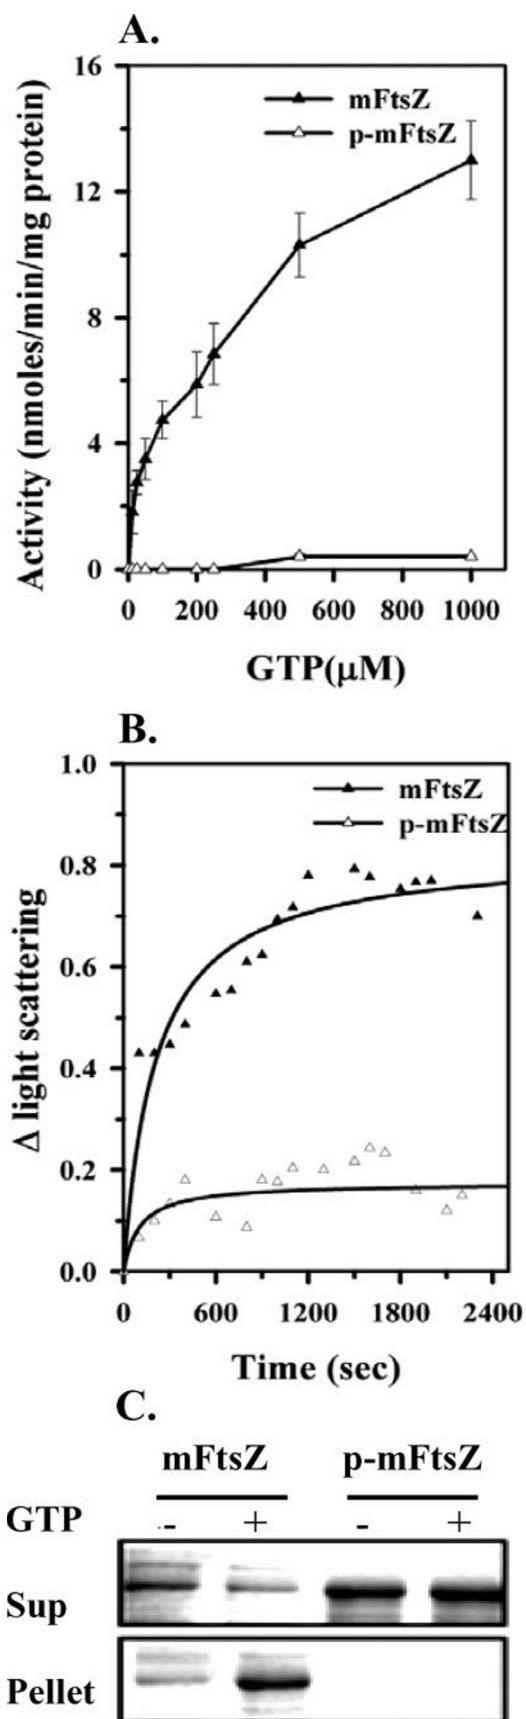 A.
16
12
8
4
0
Activity (nmoles/min/mg protein)
mFtsZ
p-mFtsZ
0 200 400 600 800 1000
GTP(μM)
B.
1.0
0.8
0.6
0.4
0.2
0.0
Δ light scattering
mFtsZ
p-mFtsZ
0 600 1200 1800 2400
Time (sec)
C.
mFtsZ p-mFtsZ
GTP - + - +
Sup
Pellet